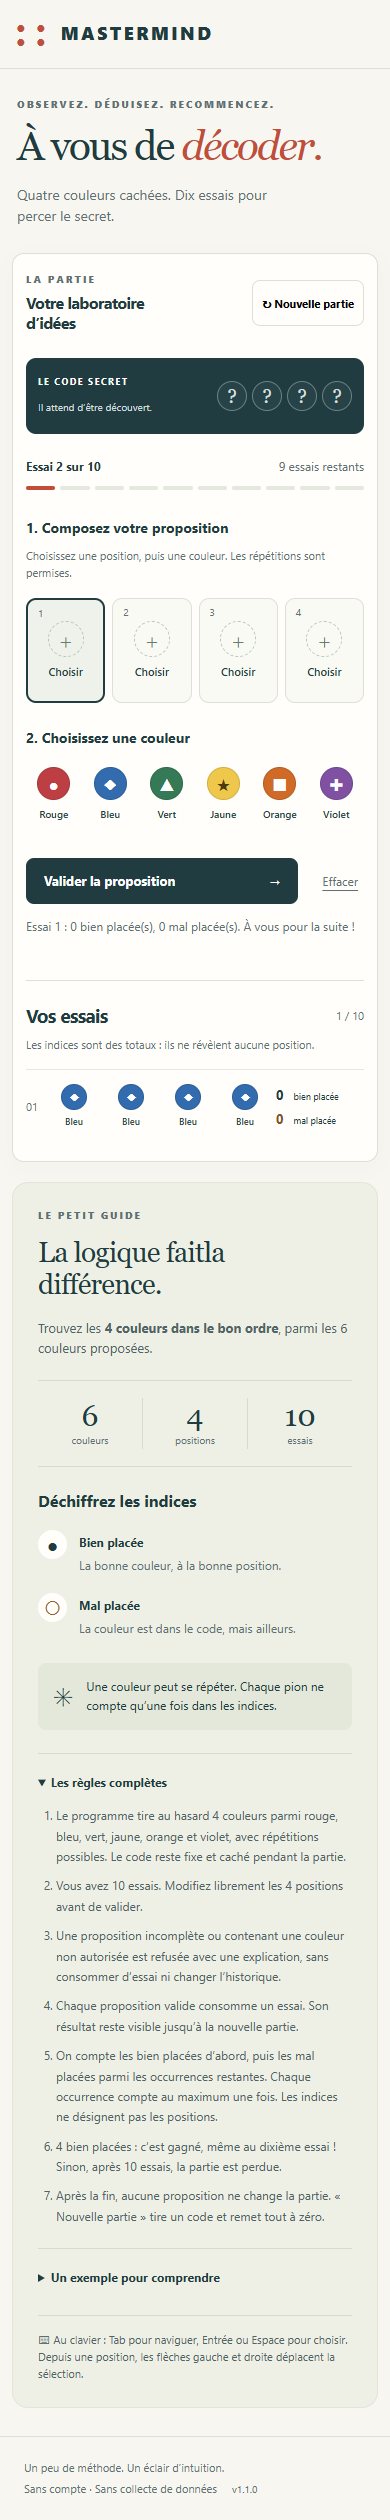 MASTERMIND
OBSERVEZ. DÉDUISEZ. RECOMMENCEZ.
À vous de décoder.
Quatre couleurs cachées. Dix essais pour
percer le secret.
LA PARTIE
Votre laboratoire
d'idées
↻ Nouvelle partie
LE CODE SECRET
Il attend d'être découvert.
? ? ? ?
Essai 2 sur 10
9 essais restants
1. Composez votre proposition
Choisissez une position, puis une couleur. Les répétitions sont
permises.
1 2 3 4
+ + + +
Choisir Choisir Choisir Choisir
2. Choisissez une couleur
Rouge Bleu Vert Jaune Orange Violet
Valider la proposition →
Effacer
Essai 1 : 0 bien placée(s), 0 mal placée(s). À vous pour la suite !
Vos essais
1 / 10
Les indices sont des totaux : ils ne révèlent aucune position.
01
Bleu Bleu Bleu Bleu
0 bien placée
0 mal placée
LE PETIT GUIDE
La logique faitla
différence.
Trouvez les 4 couleurs dans le bon ordre, parmi les 6
couleurs proposées.
6 4 10
couleurs positions essais
Déchiffrez les indices
Bien placée
La bonne couleur, à la bonne position.
Mal placée
La couleur est dans le code, mais ailleurs.
Une couleur peut se répéter. Chaque pion ne
compte qu'une fois dans les indices.
▼ Les règles complètes
1. Le programme tire au hasard 4 couleurs parmi rouge,
bleu, vert, jaune, orange et violet, avec répétitions
possibles. Le code reste fixe et caché pendant la partie.
2. Vous avez 10 essais. Modifiez librement les 4 positions
avant de valider.
3. Une proposition incomplète ou contenant une couleur
non autorisée est refusée avec une explication, sans
consommer d'essai ni changer l'historique.
4. Chaque proposition valide consomme un essai. Son
résultat reste visible jusqu'à la nouvelle partie.
5. On compte les bien placées d'abord, puis les mal
placées parmi les occurrences restantes. Chaque
occurrence compte au maximum une fois. Les indices
ne désignent pas les positions.
6. 4 bien placées : c'est gagné, même au dixième essai !
Sinon, après 10 essais, la partie est perdue.
7. Après la fin, aucune proposition ne change la partie. «
Nouvelle partie » tire un code et remet tout à zéro.
▶ Un exemple pour comprendre
⌨ Au clavier : Tab pour naviguer, Entrée ou Espace pour choisir.
Depuis une position, les flèches gauche et droite déplacent la
sélection.
Un peu de méthode. Un éclair d'intuition.
Sans compte · Sans collecte de données v1.1.0